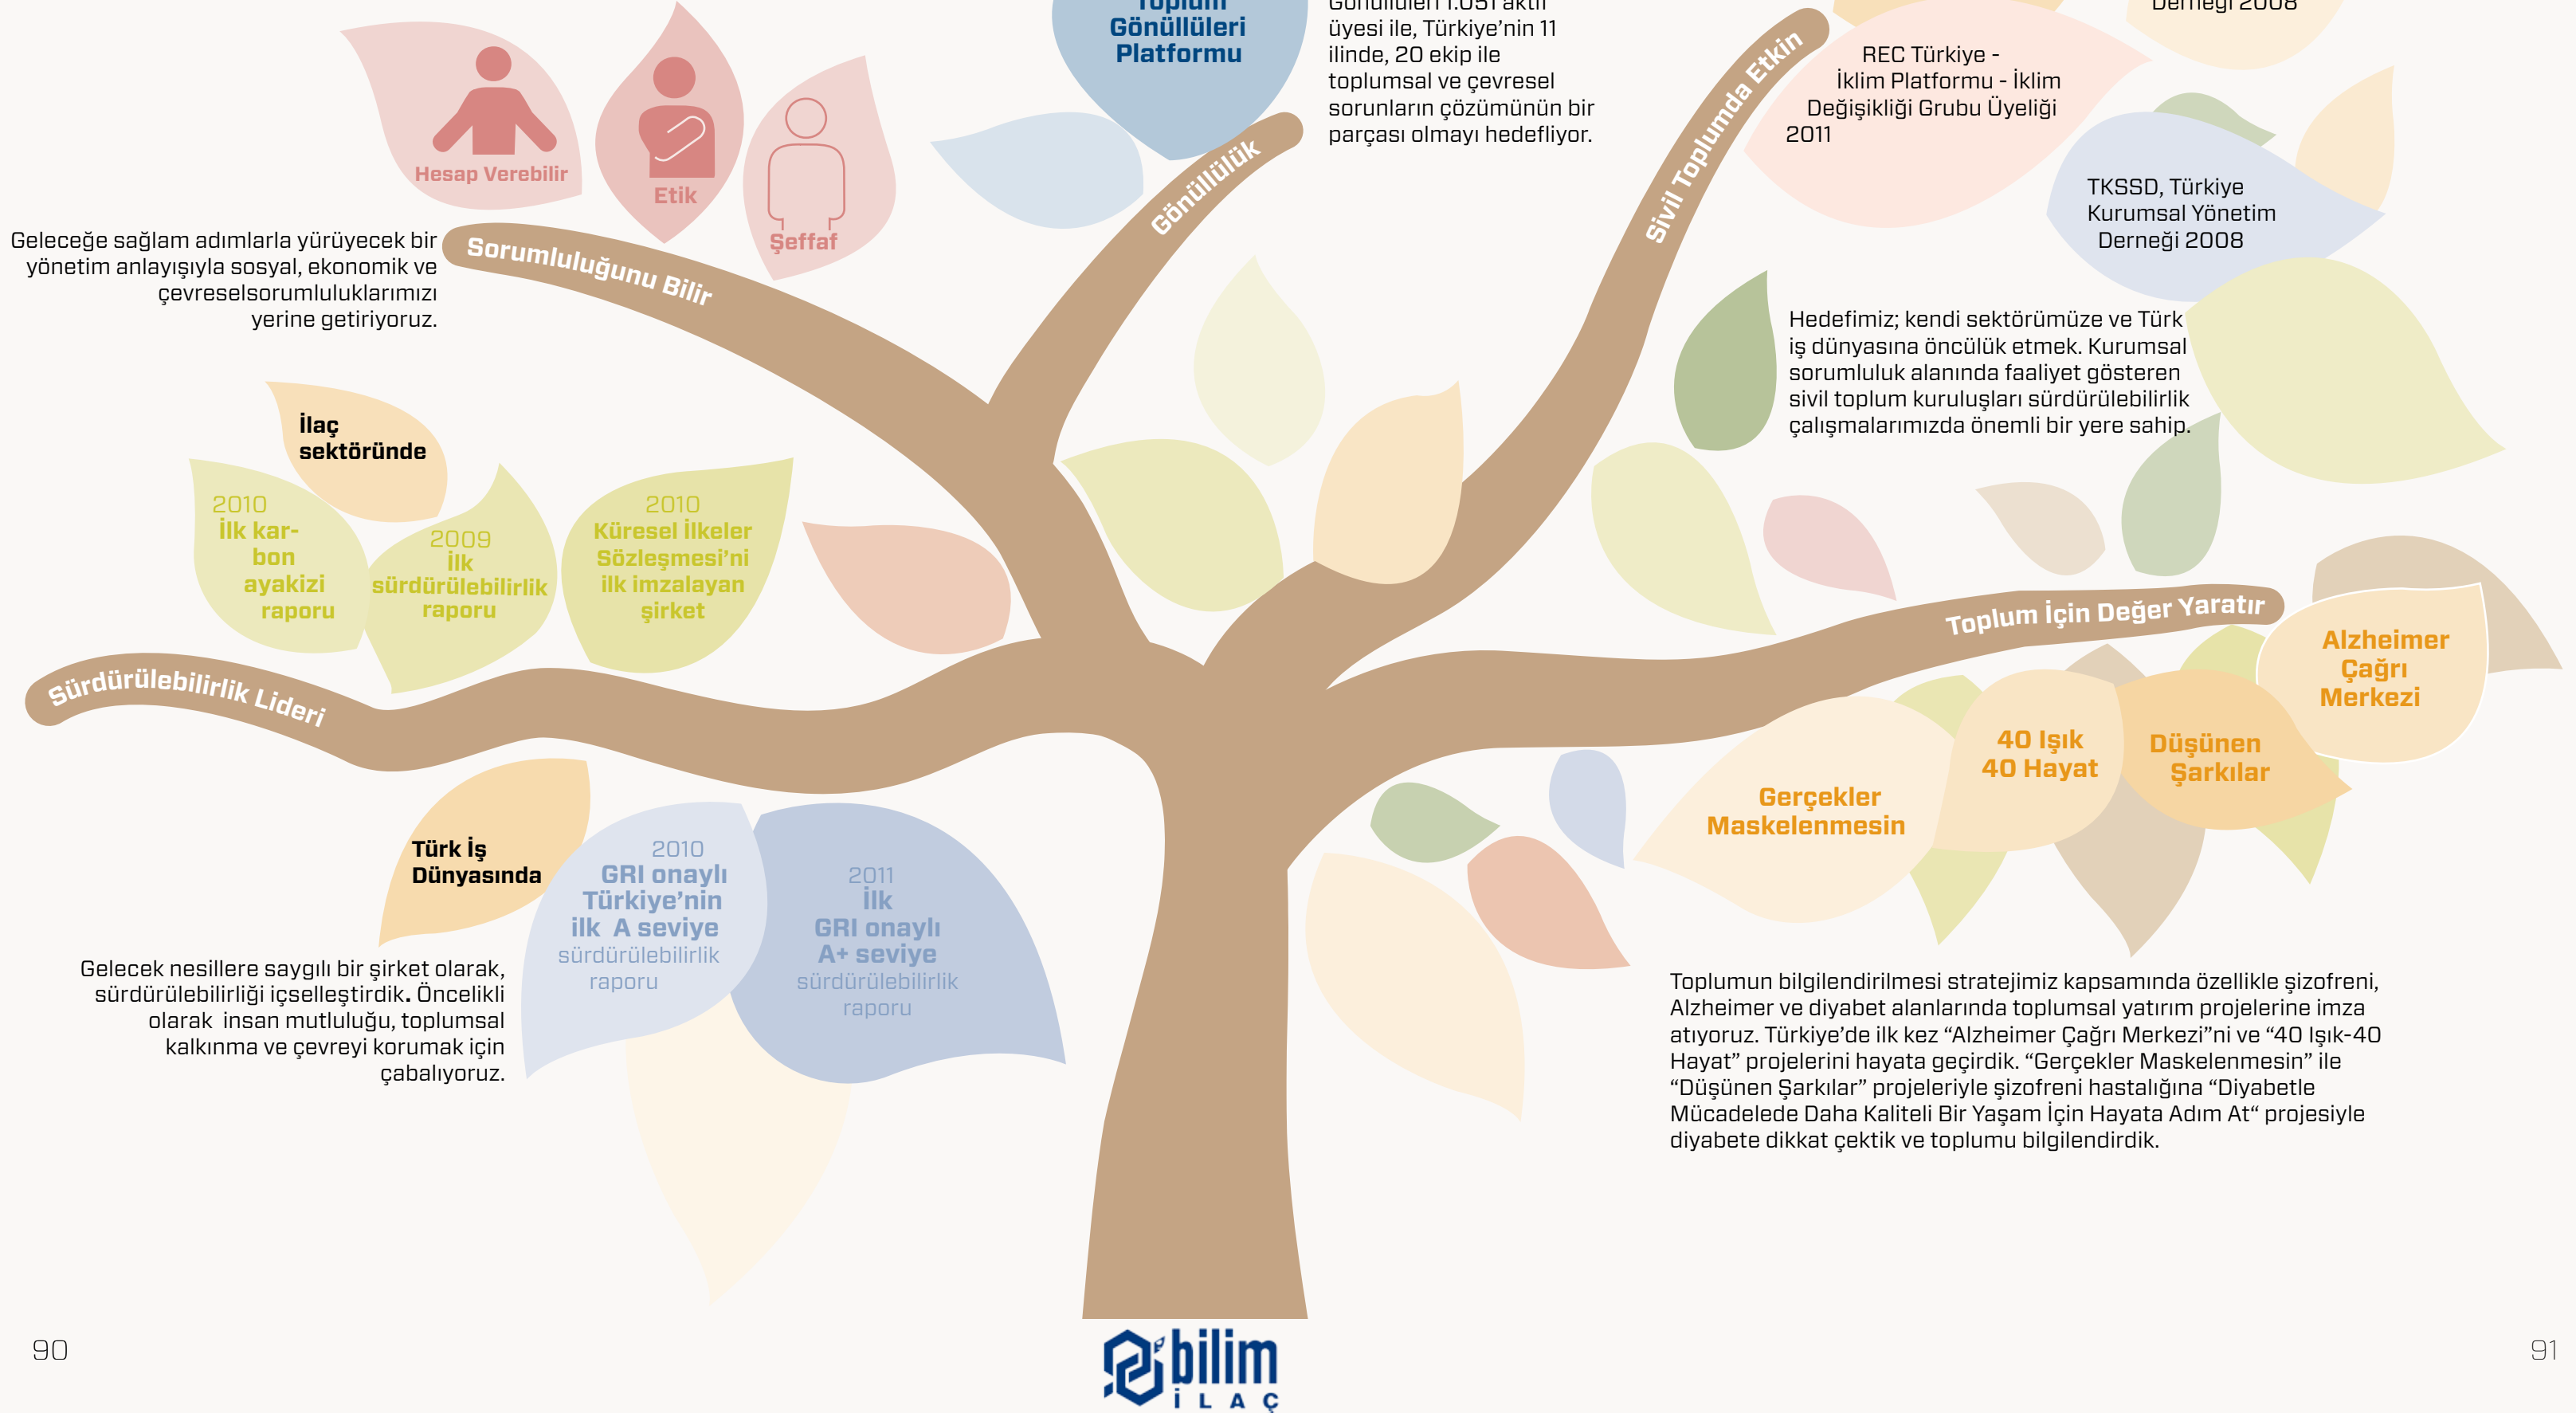 Toplum
Gönüllüleri
Platformu
Gönüllüleri 1.051 aktif
üyesi ile, Türkiye’nin 11
ilinde, 20 ekip ile
toplumsal ve çevresel
sorunların çözümünün bir
parçası olmayı hedefliyor.
Derneği 2008
REC Türkiye -
İklim Platformu - İklim
Değişikliği Grubu Üyeliği
2011
TKSSD, Türkiye
Kurumsal Yönetim
Derneği 2008
Hesap Verebilir
Etik
Şeffaf
Sorumluluğunu Bilir
Gönüllülük
Sivil Toplumda Etkin
Geleceğe sağlam adımlarla yürüyecek bir
yönetim anlayışıyla sosyal, ekonomik ve
çevreselsorumluluklarımızı
yerine getiriyoruz.
Hedefimiz; kendi sektörümüze ve Türk
iş dünyasına öncülük etmek. Kurumsal
sorumluluk alanında faaliyet gösteren
sivil toplum kuruluşları sürdürülebilirlik
çalışmalarımızda önemli bir yere sahip.
İlaç
sektöründe
2010
İlk kar-
bon
ayakizi
raporu
2009
İlk
sürdürülebilirlik
raporu
2010
Küresel İlkeler
Sözleşmesi’ni
ilk imzalayan
şirket
Sürdürülebilirlik Lideri
Toplum İçin Değer Yaratır
Alzheimer
Çağrı
Merkezi
40 Işık
40 Hayat
Düşünen
Şarkılar
Gerçekler
Maskelenmesin
Türk İş
Dünyasında
2010
GRI onaylı
Türkiye’nin
ilk A seviye
sürdürülebilirlik
raporu
2011
İlk
GRI onaylı
A+ seviye
sürdürülebilirlik
raporu
Gelecek nesillere saygılı bir şirket olarak,
sürdürülebilirliği içselleştirdik. Öncelikli
olarak insan mutluluğu, toplumsal
kalkınma ve çevreyi korumak için
çabalıyoruz.
Toplumun bilgilendirilmesi stratejimiz kapsamında özellikle şizofreni,
Alzheimer ve diyabet alanlarında toplumsal yatırım projelerine imza
atıyoruz. Türkiye’de ilk kez “Alzheimer Çağrı Merkezi”ni ve “40 Işık-40
Hayat” projelerini hayata geçirdik. “Gerçekler Maskelenmesin” ile
“Düşünen Şarkılar” projeleriyle şizofreni hastalığına “Diyabetle
Mücadelede Daha Kaliteli Bir Yaşam İçin Hayata Adım At“ projesiyle
diyabete dikkat çektik ve toplumu bilgilendirdik.
90
bilim
İLAÇ
91